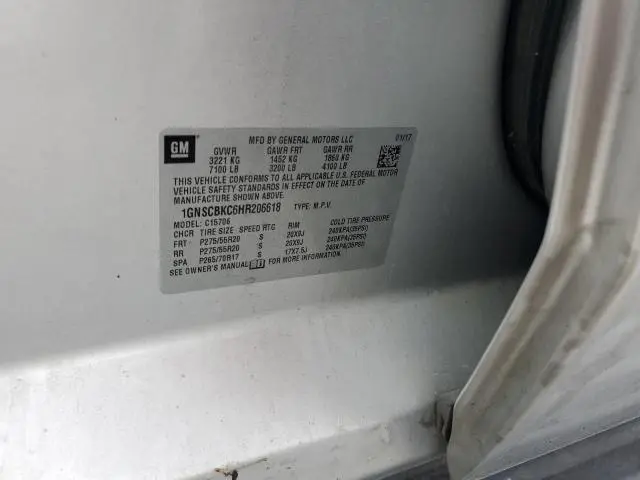 GM
MFD BY GENERAL MOTORS LLC 01/17
GVWR GAWR FRT GAWR RR
3221 KG 1452 KG 1860 KG
7100 LB 3200 LB 4100 LB
THIS VEHICLE CONFORMS TO ALL APPLICABLE U.S. FEDERAL MOTOR
VEHICLE SAFETY STANDARDS IN EFFECT ON THE DATE OF
MANUFACTURE SHOWN ABOVE.
1GNSCBKC6HR206618 TYPE: M.P.V.
MODEL: C15706
CHCR TIRE SIZE SPEED RTG RIM COLD TIRE PRESSURE
FRT P275/55R20 S 20X9J 240KPA(35PSI)
RR P275/55R20 S 20X9J 240KPA(35PSI)
SPA P265/70R17 S 17X7.5J 240KPA(35PSI)
SEE OWNER'S MANUAL FOR MORE INFORMATION.